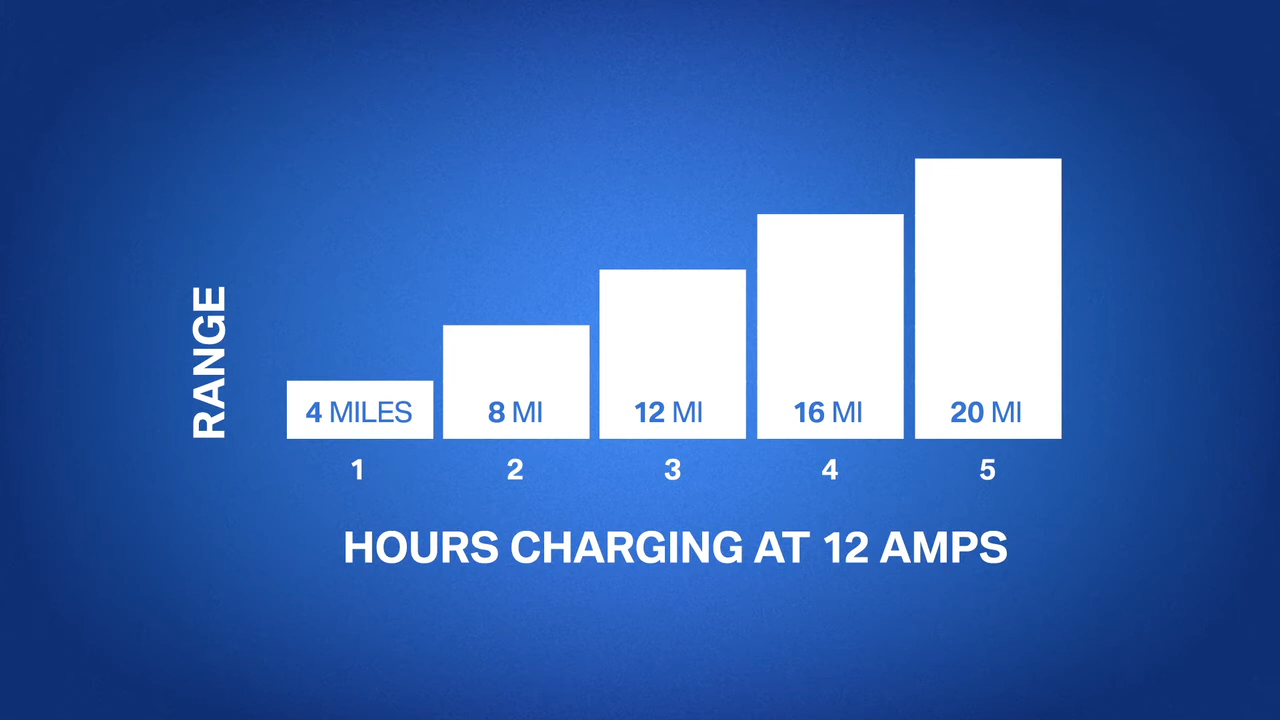 RANGE
4 MILES
8 MI
12 MI
16 MI
20 MI
1
2
3
4
5
HOURS CHARGING AT 12 AMPS